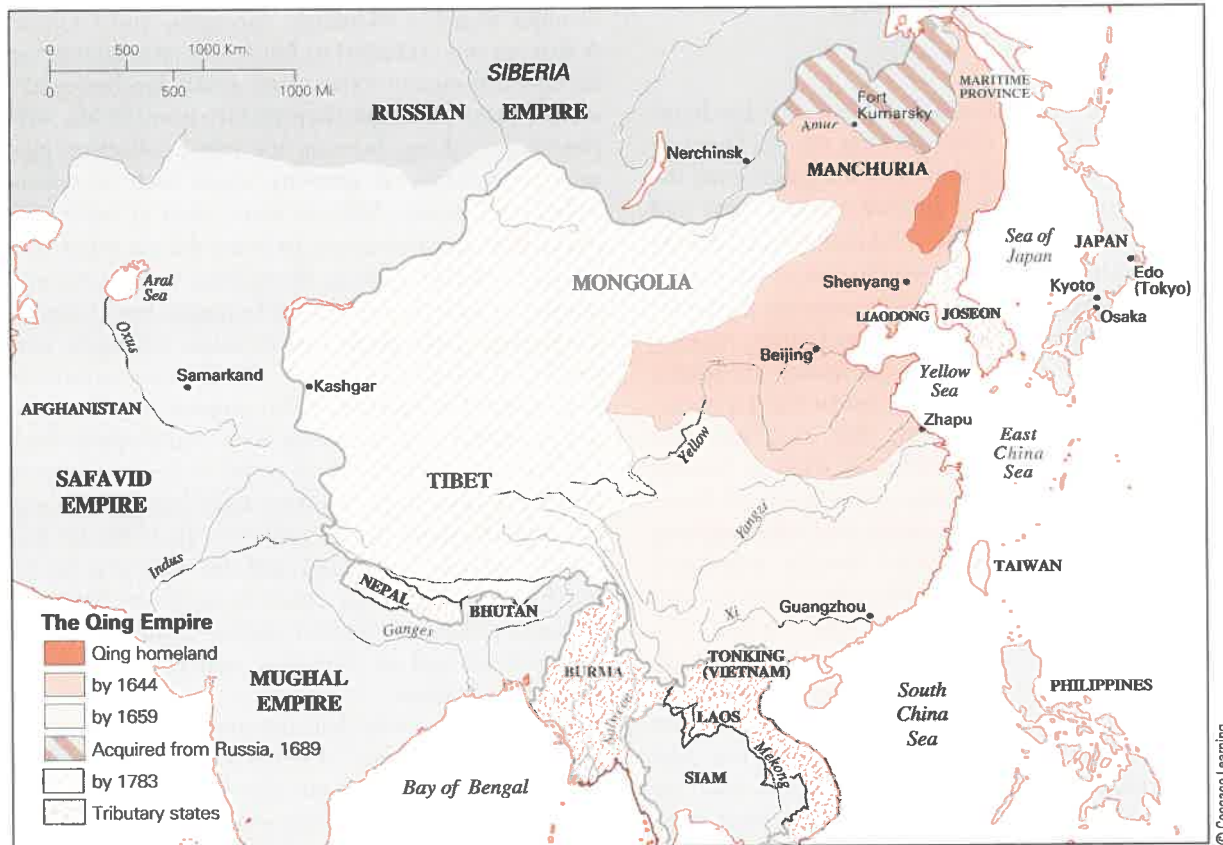 0 500 1000 Km.
0 500 1000 Mi.
SIBERIA
RUSSIAN EMPIRE
MARITIME
PROVINCE
Fort
Kumarsky
Amur
Nerchinsk
MANCHURIA
Sea of
Japan
JAPAN
Edo
(Tokyo)
Kyoto
Osaka
Aral
Sea
Oxus
MONGOLIA
Shenyang
LIAODONG
JOSEON
Beijing
Samarkand
Kashgar
AFGHANISTAN
Yellow
Sea
Zhapu
Yellow
East
China
Sea
SAFAVID
EMPIRE
TIBET
Yangzi
Indus
NEPAL
BHUTAN
TAIWAN
Xi
Guangzhou
Ganges
The Qing Empire
Qing homeland
by 1644
by 1659
Acquired from Russia, 1689
by 1783
Tributary states
MUGHAL
EMPIRE
BURMA
TONKING
(VIETNAM)
LAOS
Mekong
SIAM
South
China
Sea
PHILIPPINES
Bay of Bengal
© Cengage Learning